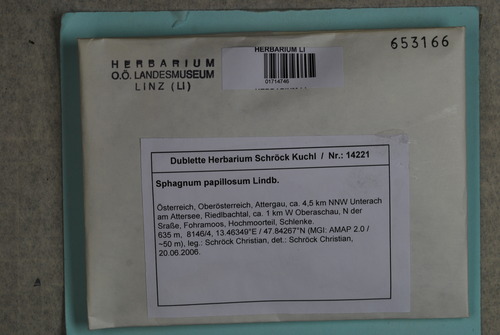 HERBARIUM
O.Ö. LANDESMUSEUM
LINZ (LI)
HERBARIUM LI
01714746
653166
Dublette Herbarium Schröck Kuchl / Nr.: 14221
Sphagnum papillosum Lindb.
Österreich, Oberösterreich, Attergau, ca. 4,5 km NNW Unterach
am Attersee, Riedlbachtal, ca. 1 km W Oberaschau, N der
Sraße, Fohramoos, Hochmoorteil, Schlenke.
635 m, 8146/4, 13.46349°E / 47.84267°N (MGI: AMAP 2.0 /
~50 m), leg.: Schröck Christian, det.: Schröck Christian,
20.06.2006.